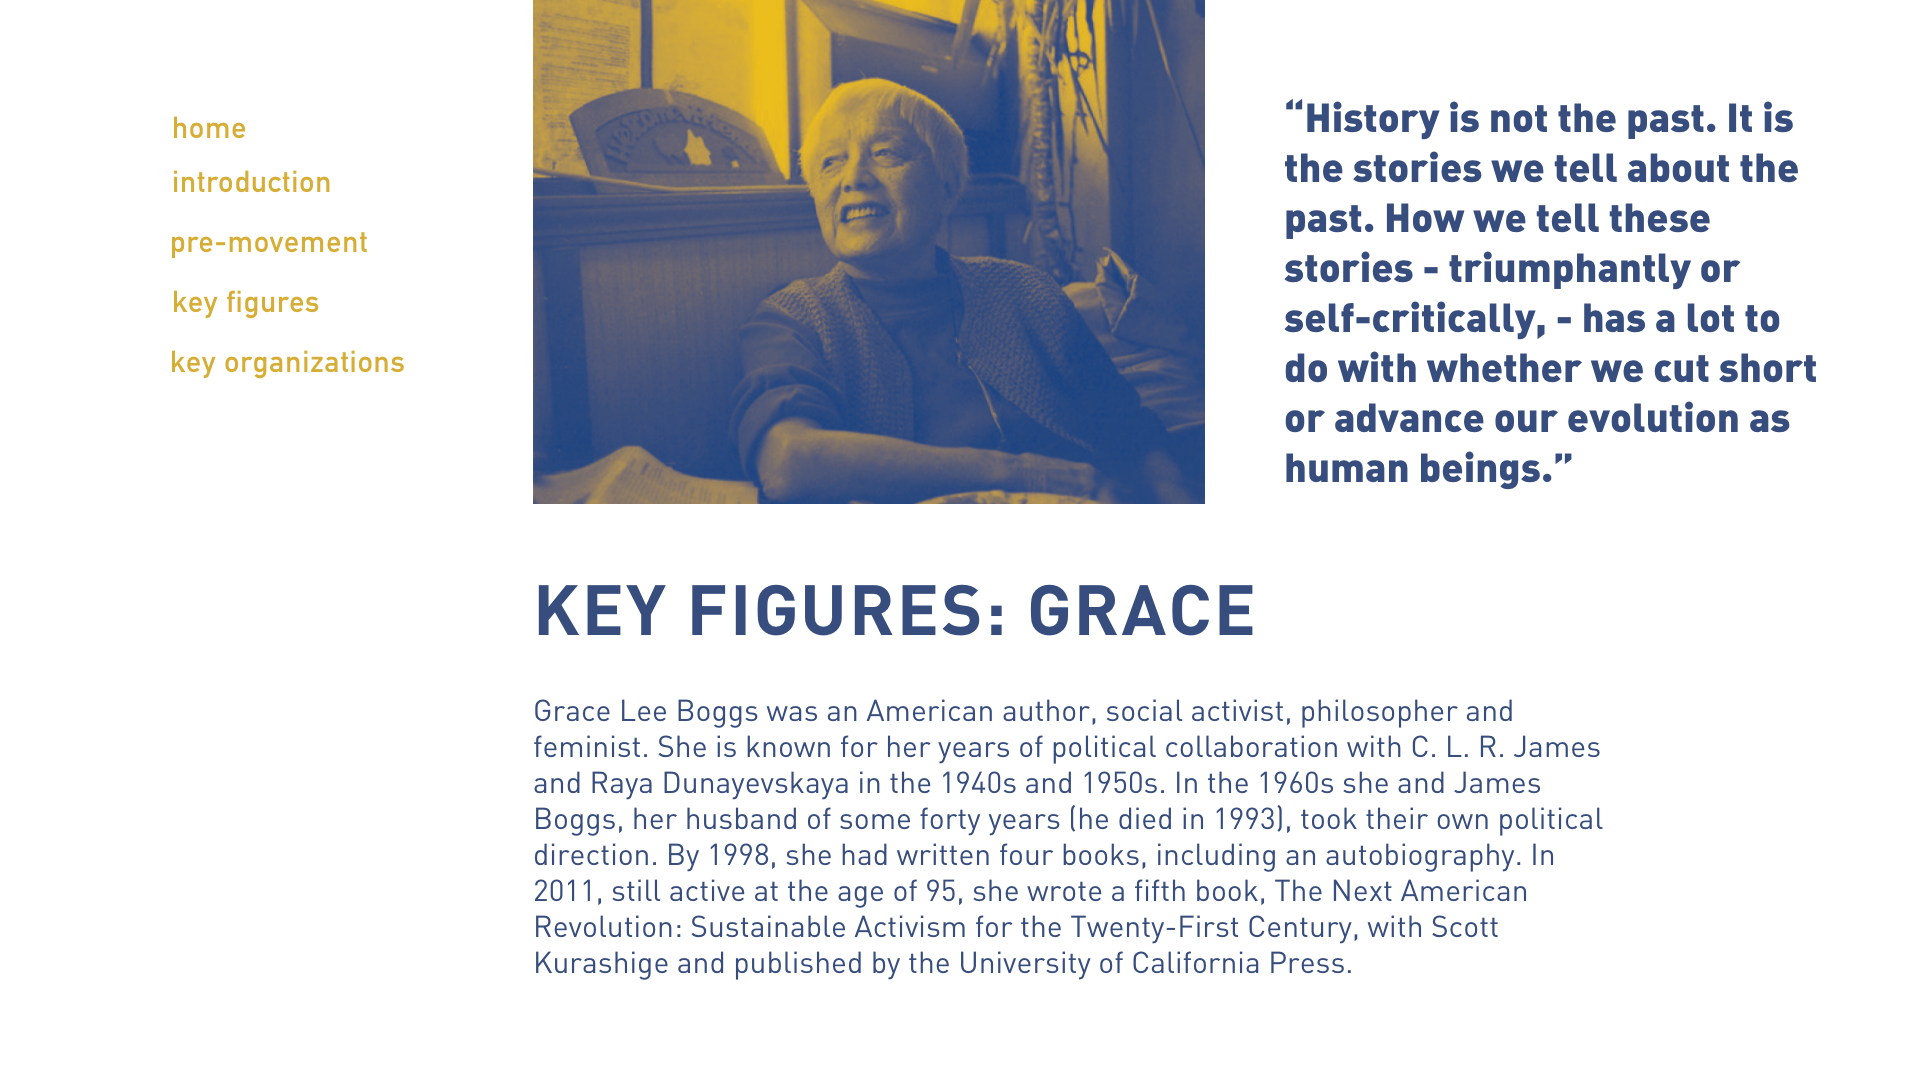 home
introduction
pre-movement
key figures
key organizations
“History is not the past. It is
the stories we tell about the
past. How we tell these
stories - triumphantly or
self-critically, - has a lot to
do with whether we cut short
or advance our evolution as
human beings.”
KEY FIGURES: GRACE
Grace Lee Boggs was an American author, social activist, philosopher and
feminist. She is known for her years of political collaboration with C. L. R. James
and Raya Dunayevskaya in the 1940s and 1950s. In the 1960s she and James
Boggs, her husband of some forty years (he died in 1993), took their own political
direction. By 1998, she had written four books, including an autobiography. In
2011, still active at the age of 95, she wrote a fifth book, The Next American
Revolution: Sustainable Activism for the Twenty-First Century, with Scott
Kurashige and published by the University of California Press.